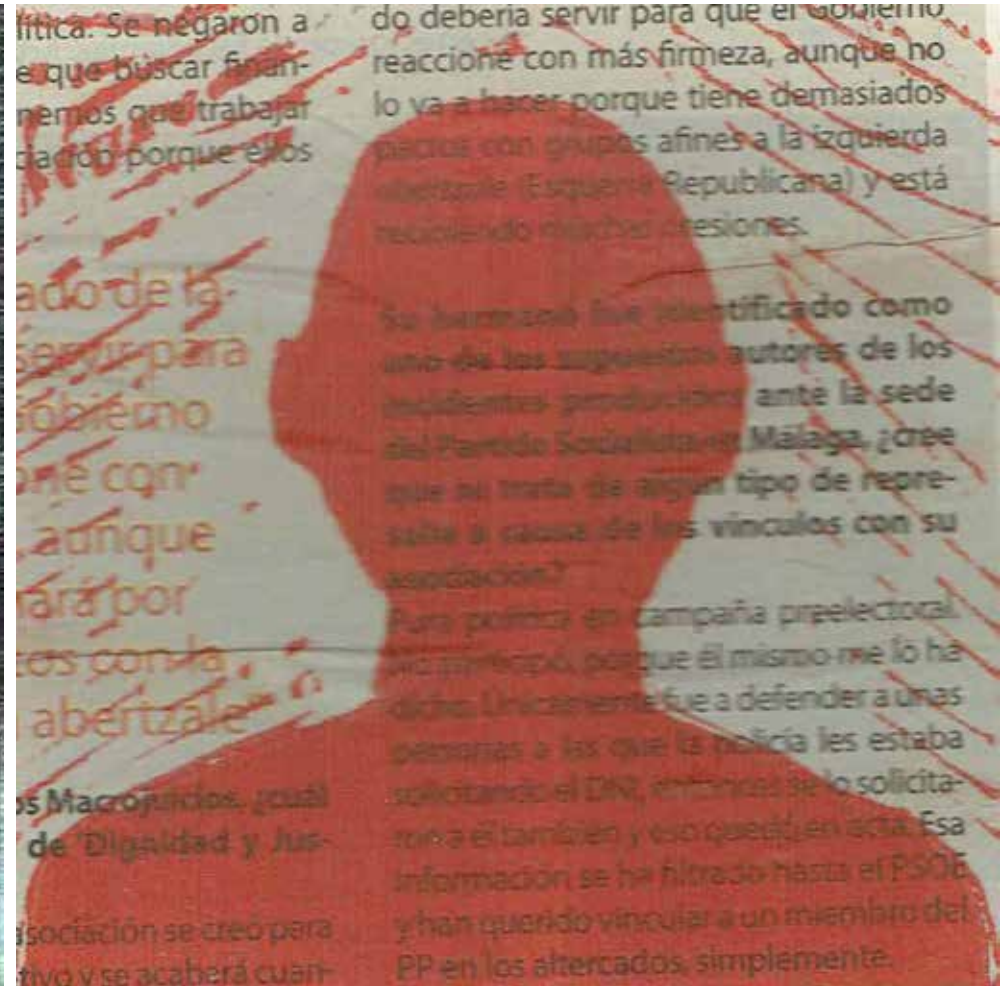 lítica. Se negaron a
e que buscar finan-
nemos que trabajar
ciación porque ellos
ado de la
servir para
Gobierno
one con
aunque
hará por
tos con la
abertzale"
os Macrojuicios. ¿cuál
de 'Dignidad y Jus-
asociación se creó para
tivo y se acabará cuan-
do debería servir para que el Gobierno
reaccione con más firmeza, aunque no
lo va a hacer porque tiene demasiados
pactos con grupos afines a la izquierda
abertzale (Esquerra Republicana) y está
recibiendo muchas presiones.
Su hermano fue identificado como
uno de los supuestos autores de los
incidentes producidos ante la sede
del Partido Socialista en Málaga, ¿cree
que se trata de algún tipo de repre-
salia a causa de los vínculos con su
asociación?
Pura política en campaña preelectoral.
No participó, porque él mismo me lo ha
dicho. Únicamente fue a defender a unas
personas a las que la policía les estaba
solicitando el DNI, entonces se lo solicita-
ron a él también y eso quedó en acta. Esa
información se ha filtrado hasta el PSOE
y han querido vincular a un miembro del
PP en los altercados, simplemente.